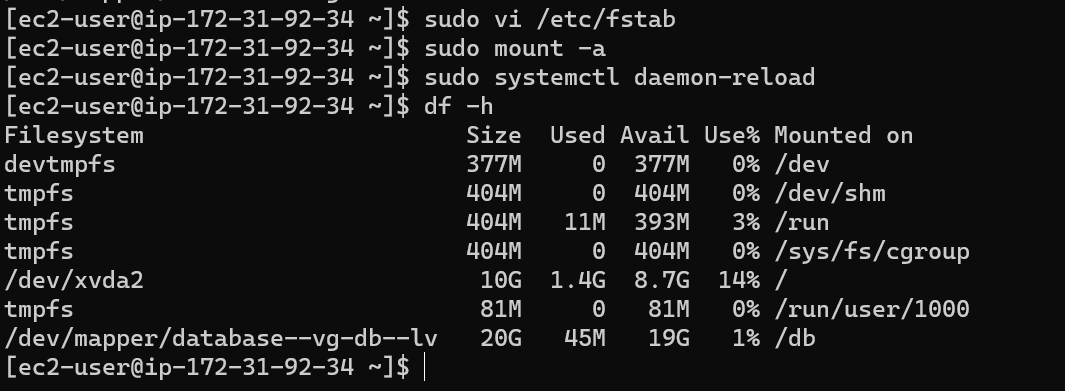 [ec2-user@ip-172-31-92-34 ~]$ sudo vi /etc/fstab
[ec2-user@ip-172-31-92-34 ~]$ sudo mount -a
[ec2-user@ip-172-31-92-34 ~]$ sudo systemctl daemon-reload
[ec2-user@ip-172-31-92-34 ~]$ df -h
Filesystem                     Size  Used Avail Use% Mounted on
devtmpfs                       377M     0  377M   0% /dev
tmpfs                          404M     0  404M   0% /dev/shm
tmpfs                          404M   11M  393M   3% /run
tmpfs                          404M     0  404M   0% /sys/fs/cgroup
/dev/xvda2                      10G  1.4G  8.7G  14% /
tmpfs                           81M     0   81M   0% /run/user/1000
/dev/mapper/database--vg-db--lv   20G   45M   19G   1% /db
[ec2-user@ip-172-31-92-34 ~]$